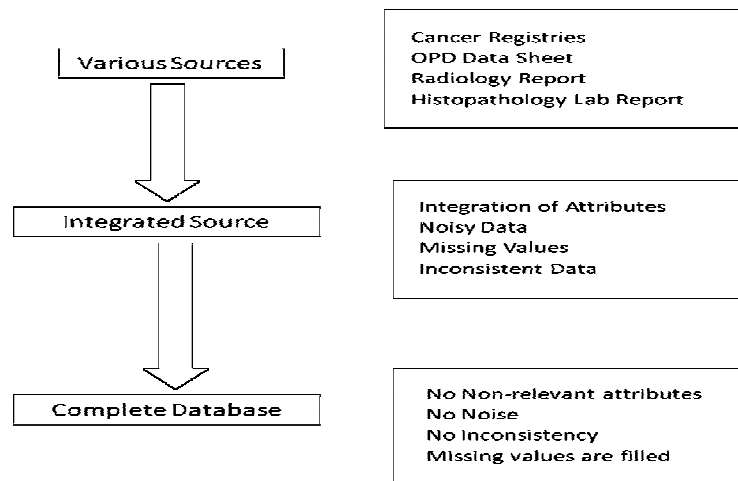 Various Sources
Cancer Registries
OPD Data Sheet
Radiology Report
Histopathology Lab Report
Integrated Source
Integration of Attributes
Noisy Data
Missing Values
Inconsistent Data
Complete Database
No Non-relevant attributes
No Noise
No Inconsistency
Missing values are filled